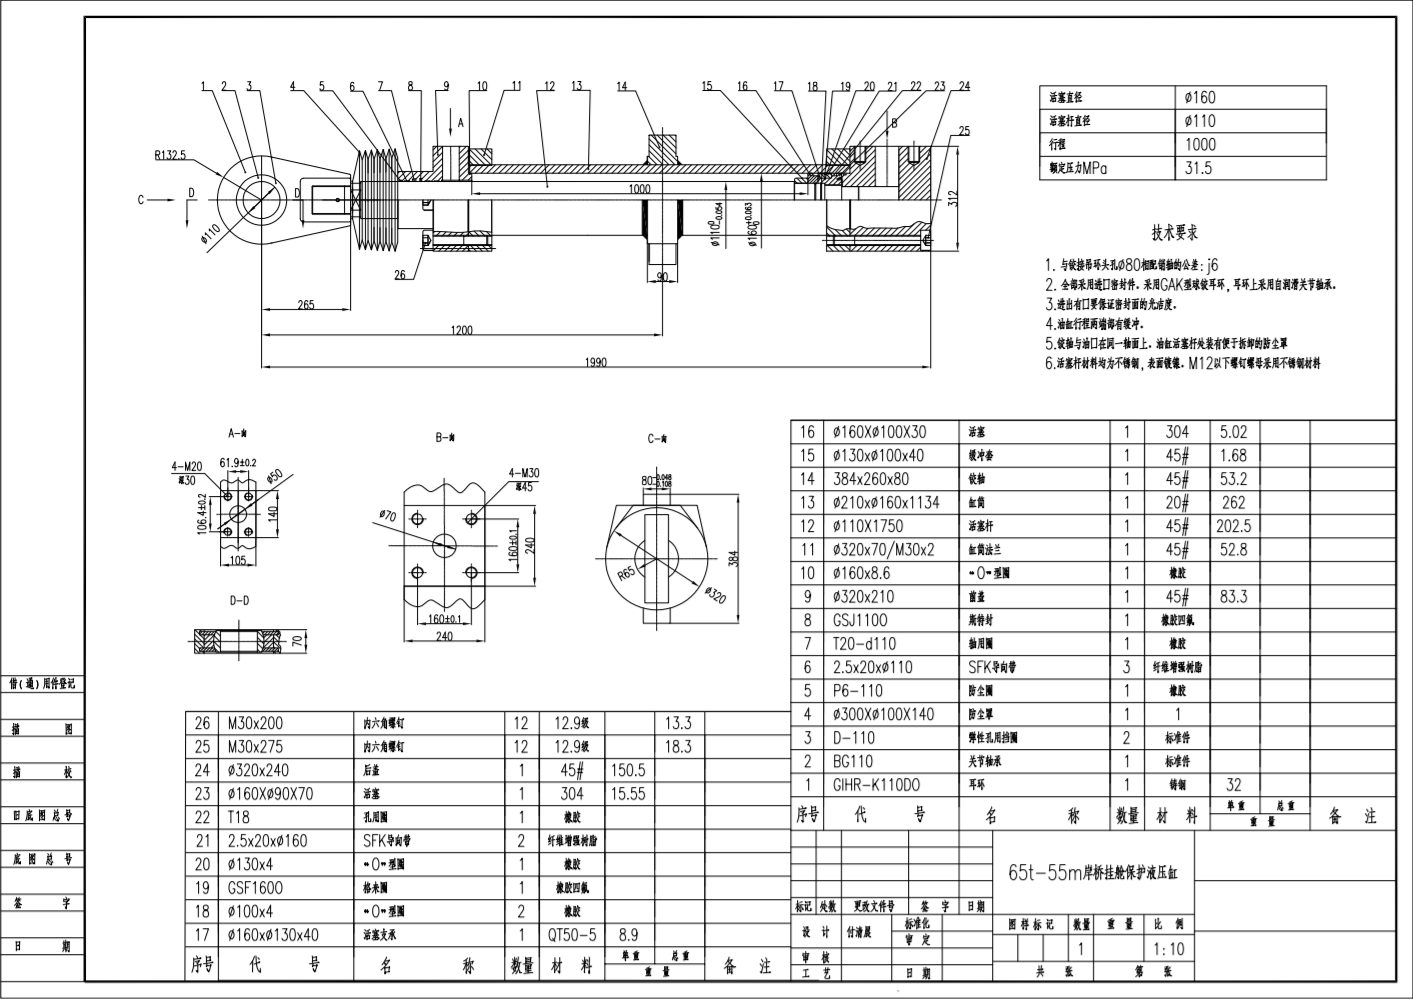 1 2 3 4 5 6 7 8 9 10 11 12 13 14 15 16 17 18 19 20 21 22 23 24
A
B
25
R132.5
C
D
D
ø110
26
1000
ø110 0 -0.054
ø160 +0.063 0
312
90
265
1200
1990
活塞直径 ø160
活塞杆直径 ø110
行程 1000
额定压力MPa 31.5
技术要求
1. 与铰接吊环头孔ø80相配销轴的公差: j6
2. 全部采用进口密封件。采用GAK型球铰耳环, 耳环上采用自润滑关节轴承。
3.进出有口要保证密封面的光洁度。
4.油缸行程两端都有缓冲。
5.铰轴与油口在同一轴面上。油缸活塞杆处装有便于拆卸的防尘罩
6.活塞杆材料均为不锈钢, 表面镀镍。M12以下螺钉螺母采用不锈钢材料
A-向
4-M20
深30
61.9±0.2
ø50
106.4±0.2
140
105
D-D
70
B-向
4-M30
深45
ø70
160±0.1
240
160±0.1
240
C-向
80 -0.048 -0.108
R65
ø320
384
16 ø160Xø100X30 活塞 1 304 5.02
15 ø130xø100x40 缓冲套 1 45# 1.68
14 384x260x80 铰轴 1 45# 53.2
13 ø210xø160x1134 缸筒 1 20# 262
12 ø110X1750 活塞杆 1 45# 202.5
11 ø320x70/M30x2 缸筒法兰 1 45# 52.8
10 ø160x8.6 "O"型圈 1 橡胶
9 ø320x210 前盖 1 45# 83.3
8 GSJ1100 斯特封 1 橡胶四氟
7 T20-d110 轴用圈 1 橡胶
6 2.5x20xø110 SFK导向带 3 纤维增强树脂
5 P6-110 防尘圈 1 橡胶
4 ø300Xø100X140 防尘罩 1 1
3 D-110 弹性孔用挡圈 2 标准件
2 BG110 关节轴承 1 标准件
1 GIHR-K110DO 耳环 1 铸钢 32
序号 代 号 名 称 数量 材 料 单重 总重 重 量 备 注
26 M30x200 内六角螺钉 12 12.9级 13.3
25 M30x275 内六角螺钉 12 12.9级 18.3
24 ø320x240 后盖 1 45# 150.5
23 ø160Xø90X70 活塞 1 304 15.55
22 T18 孔用圈 1 橡胶
21 2.5x20xø160 SFK导向带 2 纤维增强树脂
20 ø130x4 "O"型圈 1 橡胶
19 GSF1600 格来圈 1 橡胶四氟
18 ø100x4 "O"型圈 2 橡胶
17 ø160xø130x40 活塞支承 1 QT50-5 8.9
序号 代 号 名 称 数量 材 料 单重 总重 重 量 备 注
借(通)用件登记
描 图
描 校
旧底图总号
底图总号
签 字
日 期
65t-55m岸桥挂舱保护液压缸
标记 处数 更改文件号 签 字 日期
设 计 付清晨 标准化
审 定
审 核
工 艺 日 期
图样标记 数量 重 量 比 例
1 1:10
共 张 第 张